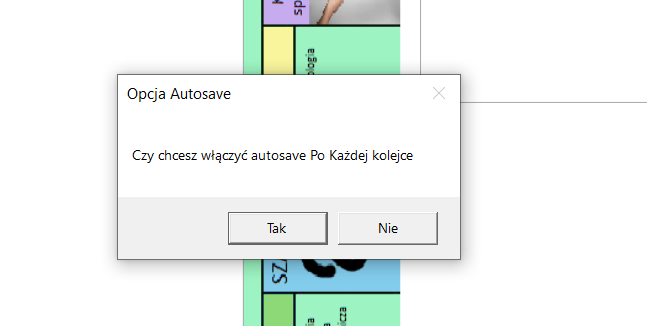 Opcja Autosave
Czy chcesz włączyć autosave Po Każdej kolejce
Tak
Nie